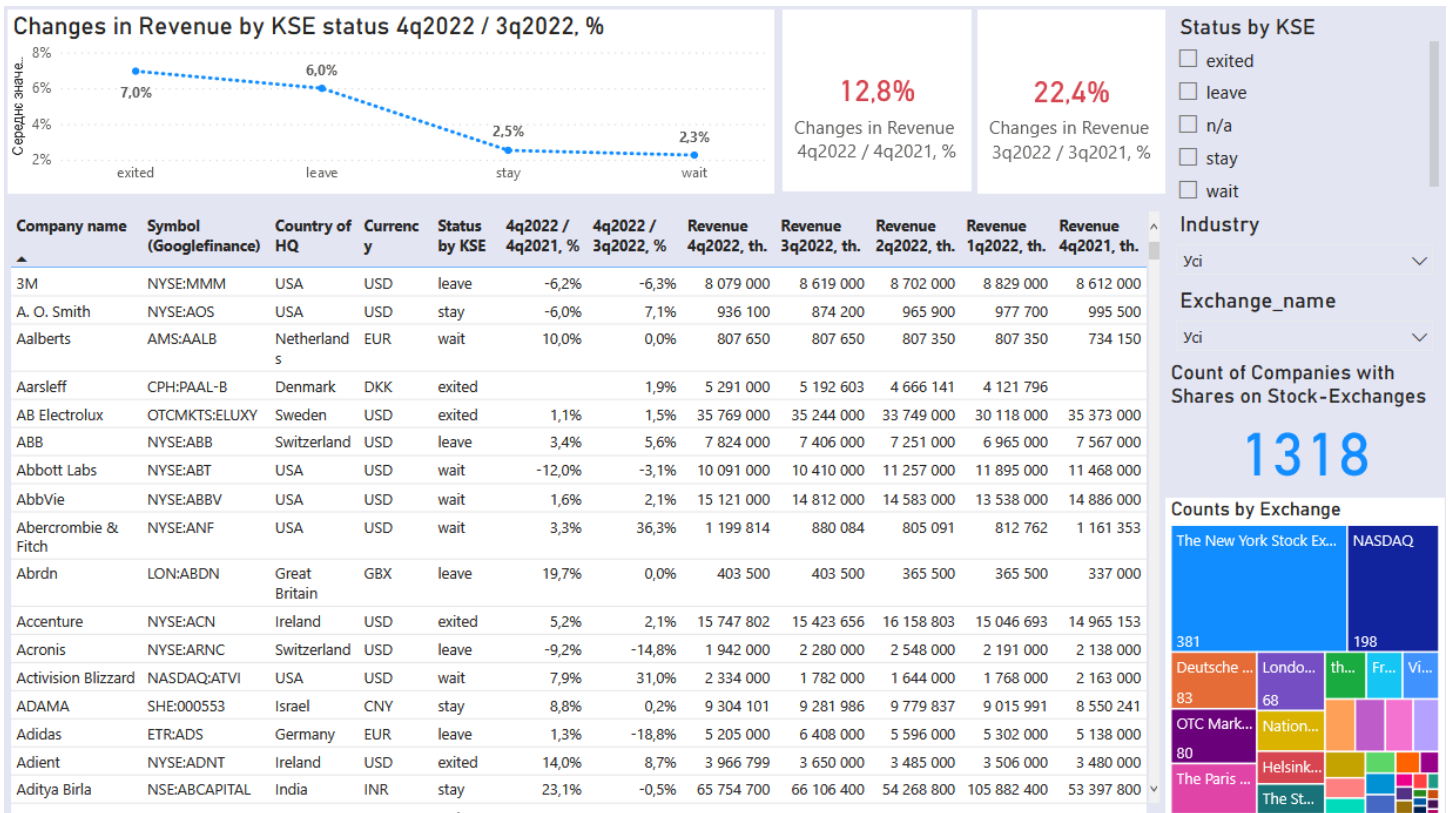 Changes in Revenue by KSE status 4q2022 / 3q2022, %
Середнє значе...
8%
6%
4%
2%
7,0%
6,0%
2,5%
2,3%
exited leave stay wait
12,8%
Changes in Revenue
4q2022 / 4q2021, %
22,4%
Changes in Revenue
3q2022 / 3q2021, %
Status by KSE
exited
leave
n/a
stay
wait
Industry
Усі
Exchange_name
Усі
Count of Companies with
Shares on Stock-Exchanges
1318
Counts by Exchange
The New York Stock Ex...
381
NASDAQ
198
Deutsche ...
83
Londo...
68
th...
Fr...
Vi...
OTC Mark...
80
Nation...
The Paris ...
Helsink...
The St...
Company name Symbol Country of Currenc Status 4q2022 / 4q2022 / Revenue Revenue Revenue Revenue Revenue
(Googlefinance) HQ y by KSE 4q2021, % 3q2022, % 4q2022, th. 3q2022, th. 2q2022, th. 1q2022, th. 4q2021, th.
3M NYSE:MMM USA USD leave -6,2% -6,3% 8 079 000 8 619 000 8 702 000 8 829 000 8 612 000
A. O. Smith NYSE:AOS USA USD stay -6,0% 7,1% 936 100 874 200 965 900 977 700 995 500
Aalberts AMS:AALB Netherland EUR wait 10,0% 0,0% 807 650 807 650 807 350 807 350 734 150
s
Aarsleff CPH:PAAL-B Denmark DKK exited 1,9% 5 291 000 5 192 603 4 666 141 4 121 796
AB Electrolux OTCMKTS:ELUXY Sweden USD exited 1,1% 1,5% 35 769 000 35 244 000 33 749 000 30 118 000 35 373 000
ABB NYSE:ABB Switzerland USD leave 3,4% 5,6% 7 824 000 7 406 000 7 251 000 6 965 000 7 567 000
Abbott Labs NYSE:ABT USA USD wait -12,0% -3,1% 10 091 000 10 410 000 11 257 000 11 895 000 11 468 000
AbbVie NYSE:ABBV USA USD wait 1,6% 2,1% 15 121 000 14 812 000 14 583 000 13 538 000 14 886 000
Abercrombie & NYSE:ANF USA USD wait 3,3% 36,3% 1 199 814 880 084 805 091 812 762 1 161 353
Fitch
Abrdn LON:ABDN Great GBX leave 19,7% 0,0% 403 500 403 500 365 500 365 500 337 000
Britain
Accenture NYSE:ACN Ireland USD exited 5,2% 2,1% 15 747 802 15 423 656 16 158 803 15 046 693 14 965 153
Acronis NYSE:ARNC Switzerland USD leave -9,2% -14,8% 1 942 000 2 280 000 2 548 000 2 191 000 2 138 000
Activision Blizzard NASDAQ:ATVI USA USD wait 7,9% 31,0% 2 334 000 1 782 000 1 644 000 1 768 000 2 163 000
ADAMA SHE:000553 Israel CNY stay 8,8% 0,2% 9 304 101 9 281 986 9 779 837 9 015 991 8 550 241
Adidas ETR:ADS Germany EUR leave 1,3% -18,8% 5 205 000 6 408 000 5 596 000 5 302 000 5 138 000
Adient NYSE:ADNT Ireland USD exited 14,0% 8,7% 3 966 799 3 650 000 3 485 000 3 506 000 3 480 000
Aditya Birla NSE:ABCAPITAL India INR stay 23,1% -0,5% 65 754 700 66 106 400 54 268 800 105 882 400 53 397 800